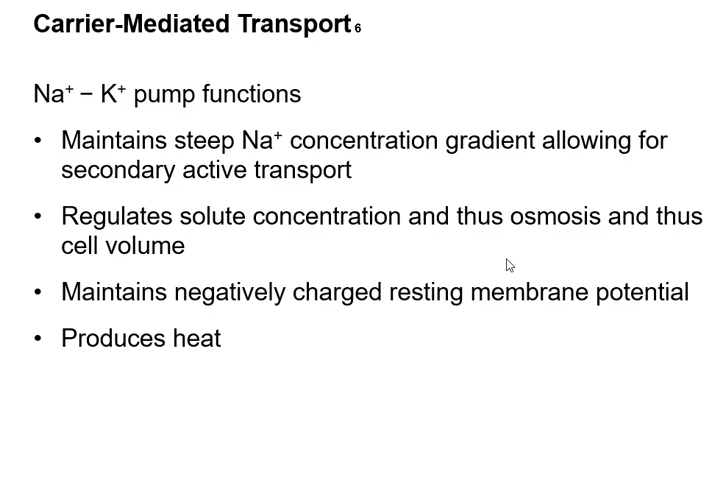 Carrier-Mediated Transport 6
Na⁺ – K⁺ pump functions
• Maintains steep Na⁺ concentration gradient allowing for
secondary active transport
• Regulates solute concentration and thus osmosis and thus
cell volume
• Maintains negatively charged resting membrane potential
• Produces heat